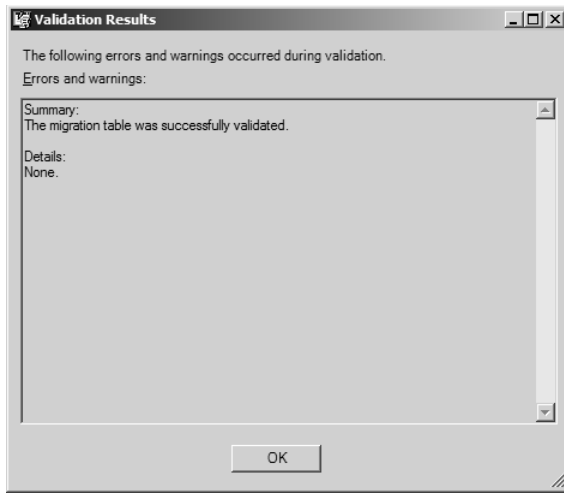 Validation Results
The following errors and warnings occurred during validation.
Errors and warnings:
Summary:
The migration table was successfully validated.
Details:
None.
OK